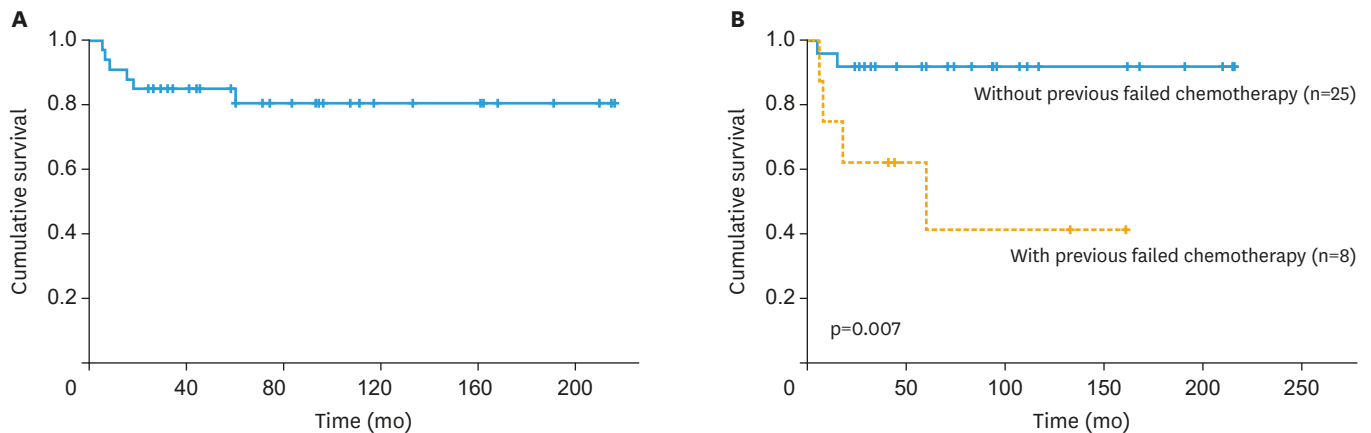 A
Cumulative survival
1.0
0.8
0.6
0.4
0.2
0
40
80
120
160
200
Time (mo)
B
Cumulative survival
1.0
0.8
0.6
0.4
0.2
Without previous failed chemotherapy (n=25)
With previous failed chemotherapy (n=8)
p=0.007
0
50
100
150
200
250
Time (mo)